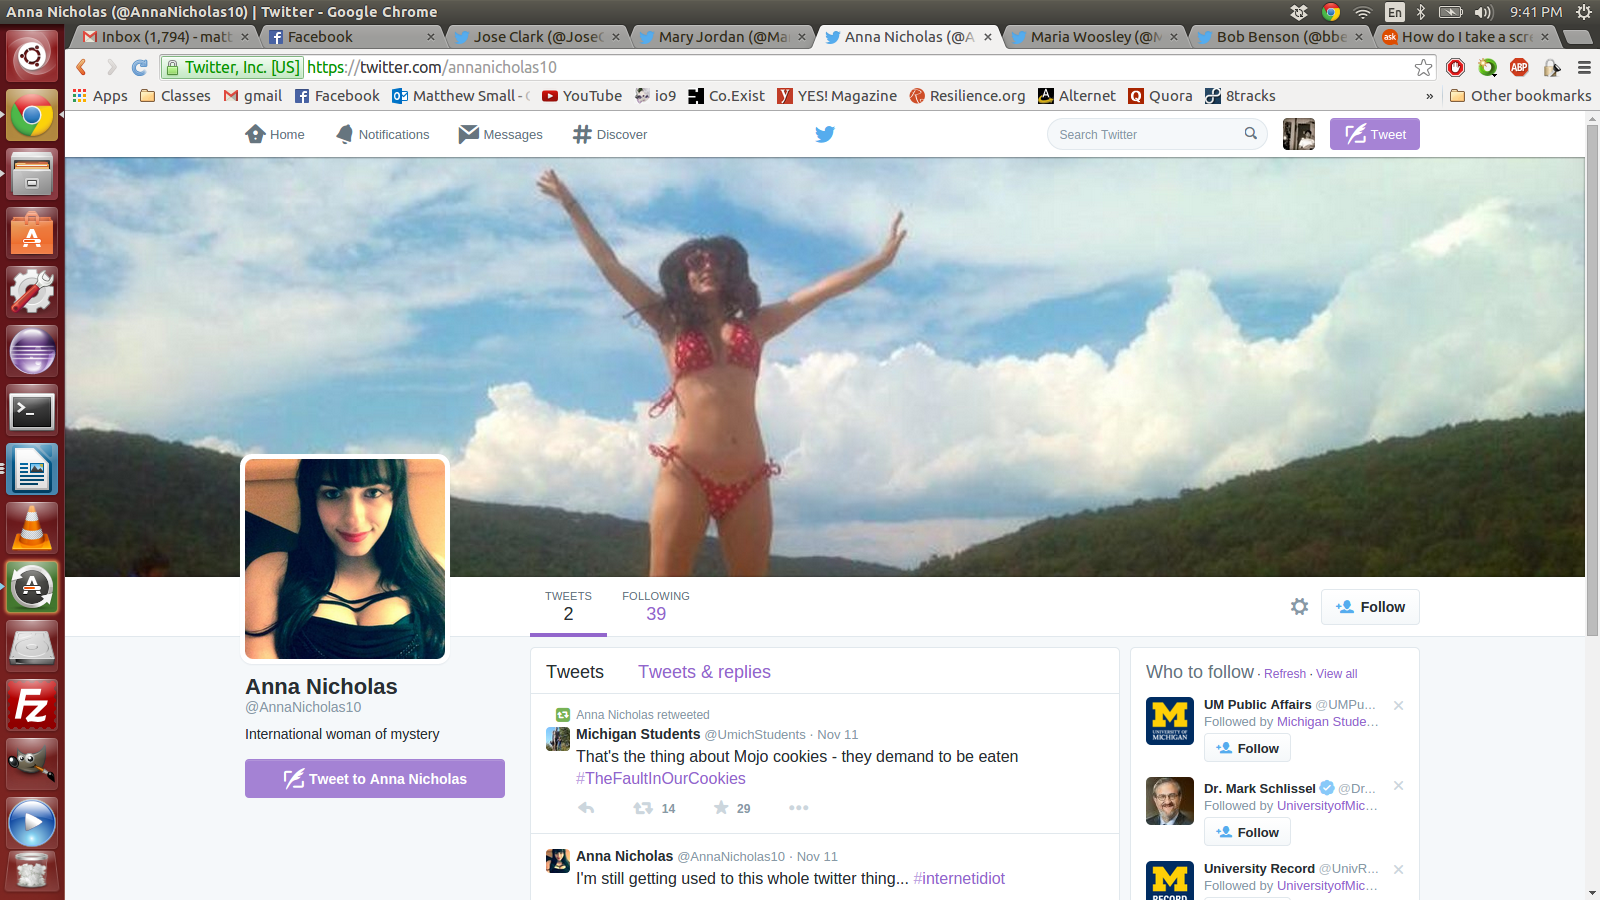 Anna Nicholas (@AnnaNicholas10) | Twitter - Google Chrome
En
9:41 PM
Inbox (1,794) - matt
Facebook
Jose Clark (@Jose
Mary Jordan (@Ma
Anna Nicholas (@A
Maria Woosley (@M
Bob Benson (@bbe
ask
How do I take a scre
Twitter, Inc. [US]
https://twitter.com/annanicholas10
ABP
Apps
Classes
gmail
Facebook
Matthew Small -
YouTube
io9
Co.Exist
YES! Magazine
Resilience.org
Alternet
Quora
8tracks
»
Other bookmarks
Home
Notifications
Messages
Discover
Search Twitter
Tweet
TWEETS
2
FOLLOWING
39
Follow
Anna Nicholas
@AnnaNicholas10
International woman of mystery
Tweet to Anna Nicholas
Tweets
Tweets & replies
Anna Nicholas retweeted
Michigan Students @UmichStudents · Nov 11
That's the thing about Mojo cookies - they demand to be eaten
#TheFaultInOurCookies
14
29
Anna Nicholas @AnnaNicholas10 · Nov 11
I'm still getting used to this whole twitter thing... #internetidiot
Who to follow · Refresh · View all
M
UNIVERSITY OF
MICHIGAN
UM Public Affairs @UMPu...
Followed by Michigan Stude...
Follow
Dr. Mark Schlissel @Dr...
Followed by UniversityofMic...
Follow
M
RECORD
University Record @UnivR...
Followed by UniversityofMic...